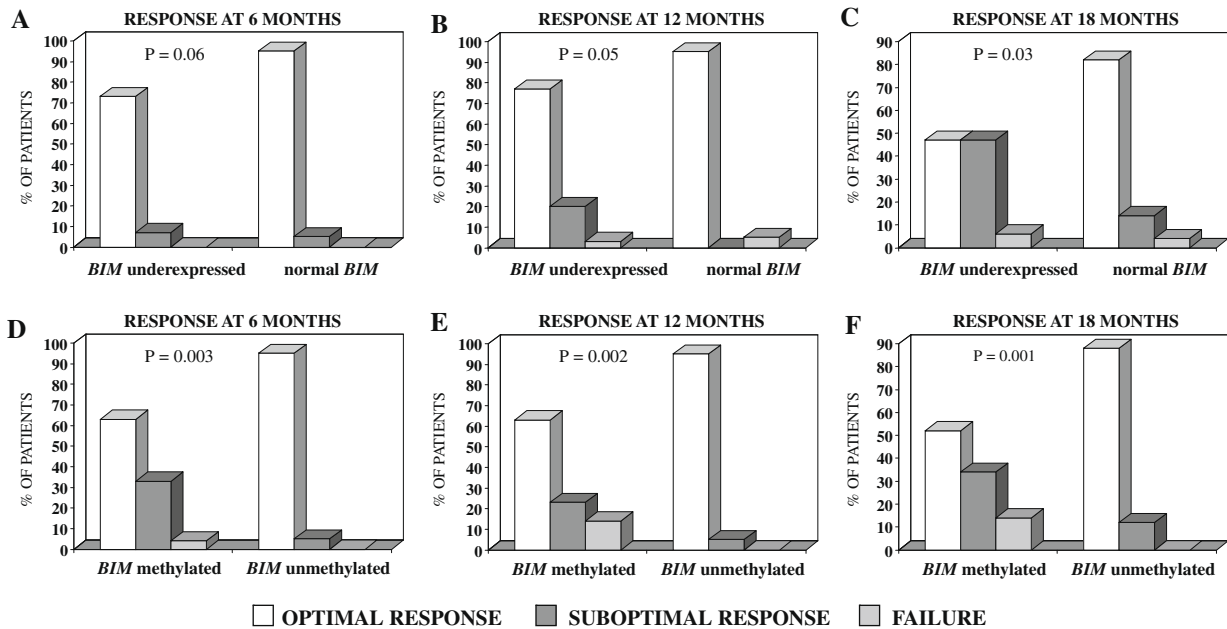 A
RESPONSE AT 6 MONTHS
P = 0.06
% OF PATIENTS
100
90
80
70
60
50
40
30
20
10
0
BIM underexpressed
normal BIM
B
RESPONSE AT 12 MONTHS
P = 0.05
% OF PATIENTS
100
90
80
70
60
50
40
30
20
10
0
BIM underexpressed
normal BIM
C
RESPONSE AT 18 MONTHS
P = 0.03
% OF PATIENTS
90
80
70
60
50
40
30
20
10
0
BIM underexpressed
normal BIM
D
RESPONSE AT 6 MONTHS
P = 0.003
% OF PATIENTS
100
90
80
70
60
50
40
30
20
10
0
BIM methylated
BIM unmethylated
E
RESPONSE AT 12 MONTHS
P = 0.002
% OF PATIENTS
100
90
80
70
60
50
40
30
20
10
0
BIM methylated
BIM unmethylated
F
RESPONSE AT 18 MONTHS
P = 0.001
% OF PATIENTS
90
80
70
60
50
40
30
20
10
0
BIM methylated
BIM unmethylated
OPTIMAL RESPONSE
SUBOPTIMAL RESPONSE
FAILURE